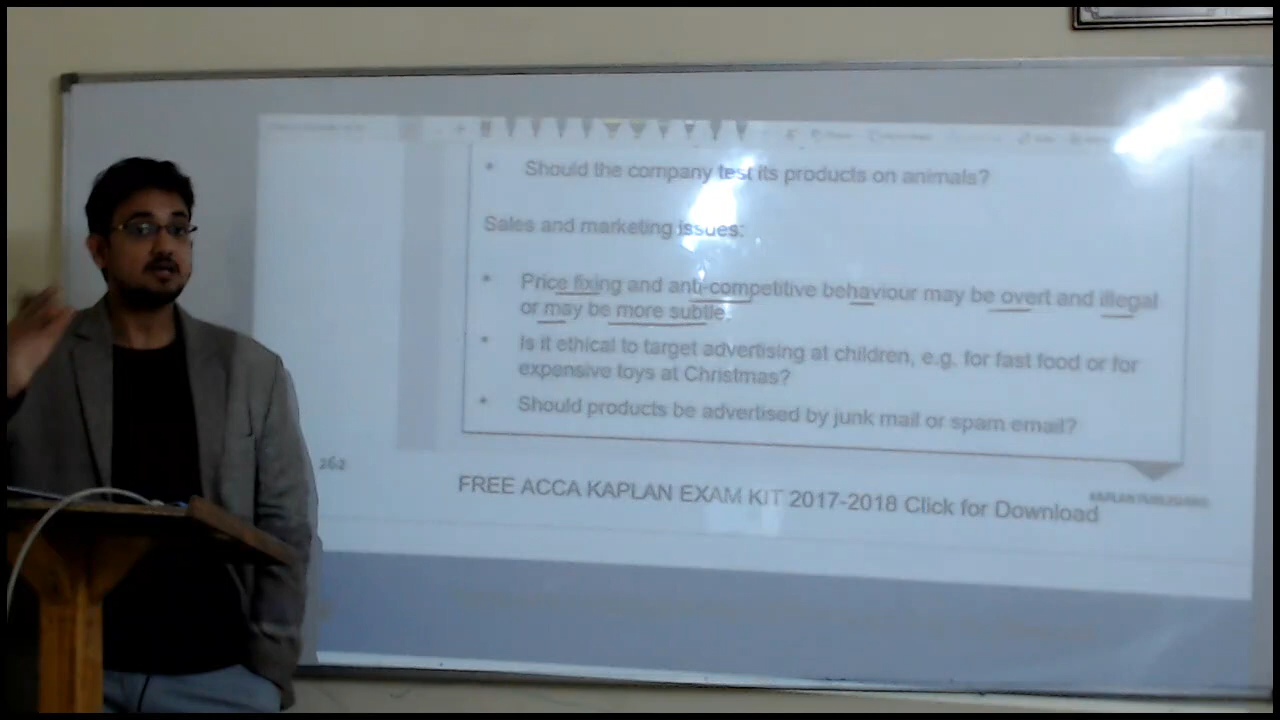 • Should the company test its products on animals?
Sales and marketing issues:
• Price fixing and anti-competitive behaviour may be overt and illegal
or may be more subtle.
• Is it ethical to target advertising at children, e.g. for fast food or for
expensive toys at Christmas?
• Should products be advertised by junk mail or spam email?
262
KAPLAN PUBLISHING
FREE ACCA KAPLAN EXAM KIT 2017-2018 Click for Download